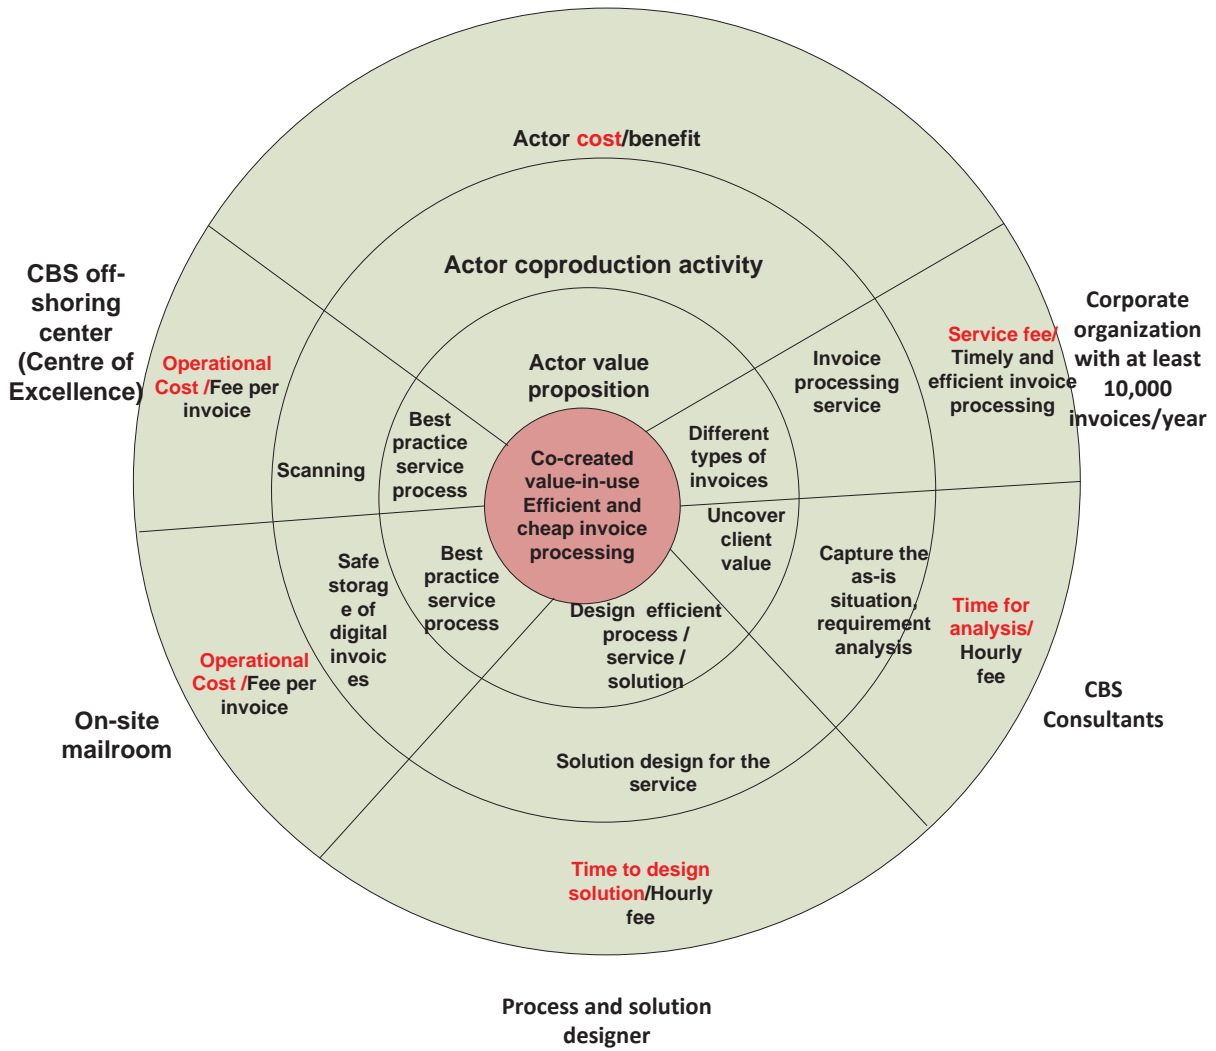 Actor cost/benefit
Actor coproduction activity
Actor value
proposition
Co-created
value-in-use
Efficient and
cheap invoice
processing
CBS off-
shoring
center
(Centre of
Excellence)
Operational
Cost /Fee per
invoice
Scanning
Best
practice
service
process
Corporate
organization
with at least
10,000
invoices/year
Service fee/
Timely and
efficient invoice
processing
Invoice
processing
service
Different
types of
invoices
Uncover
client
value
Capture the
as-is
situation,
requirement
analysis
Time for
analysis/
Hourly
fee
CBS
Consultants
Design efficient
process /
service /
solution
Solution design for the
service
Time to design
solution/Hourly
fee
Process and solution
designer
Best
practice
service
process
Safe
storag
e of
digital
invoic
es
Operational
Cost /Fee per
invoice
On-site
mailroom